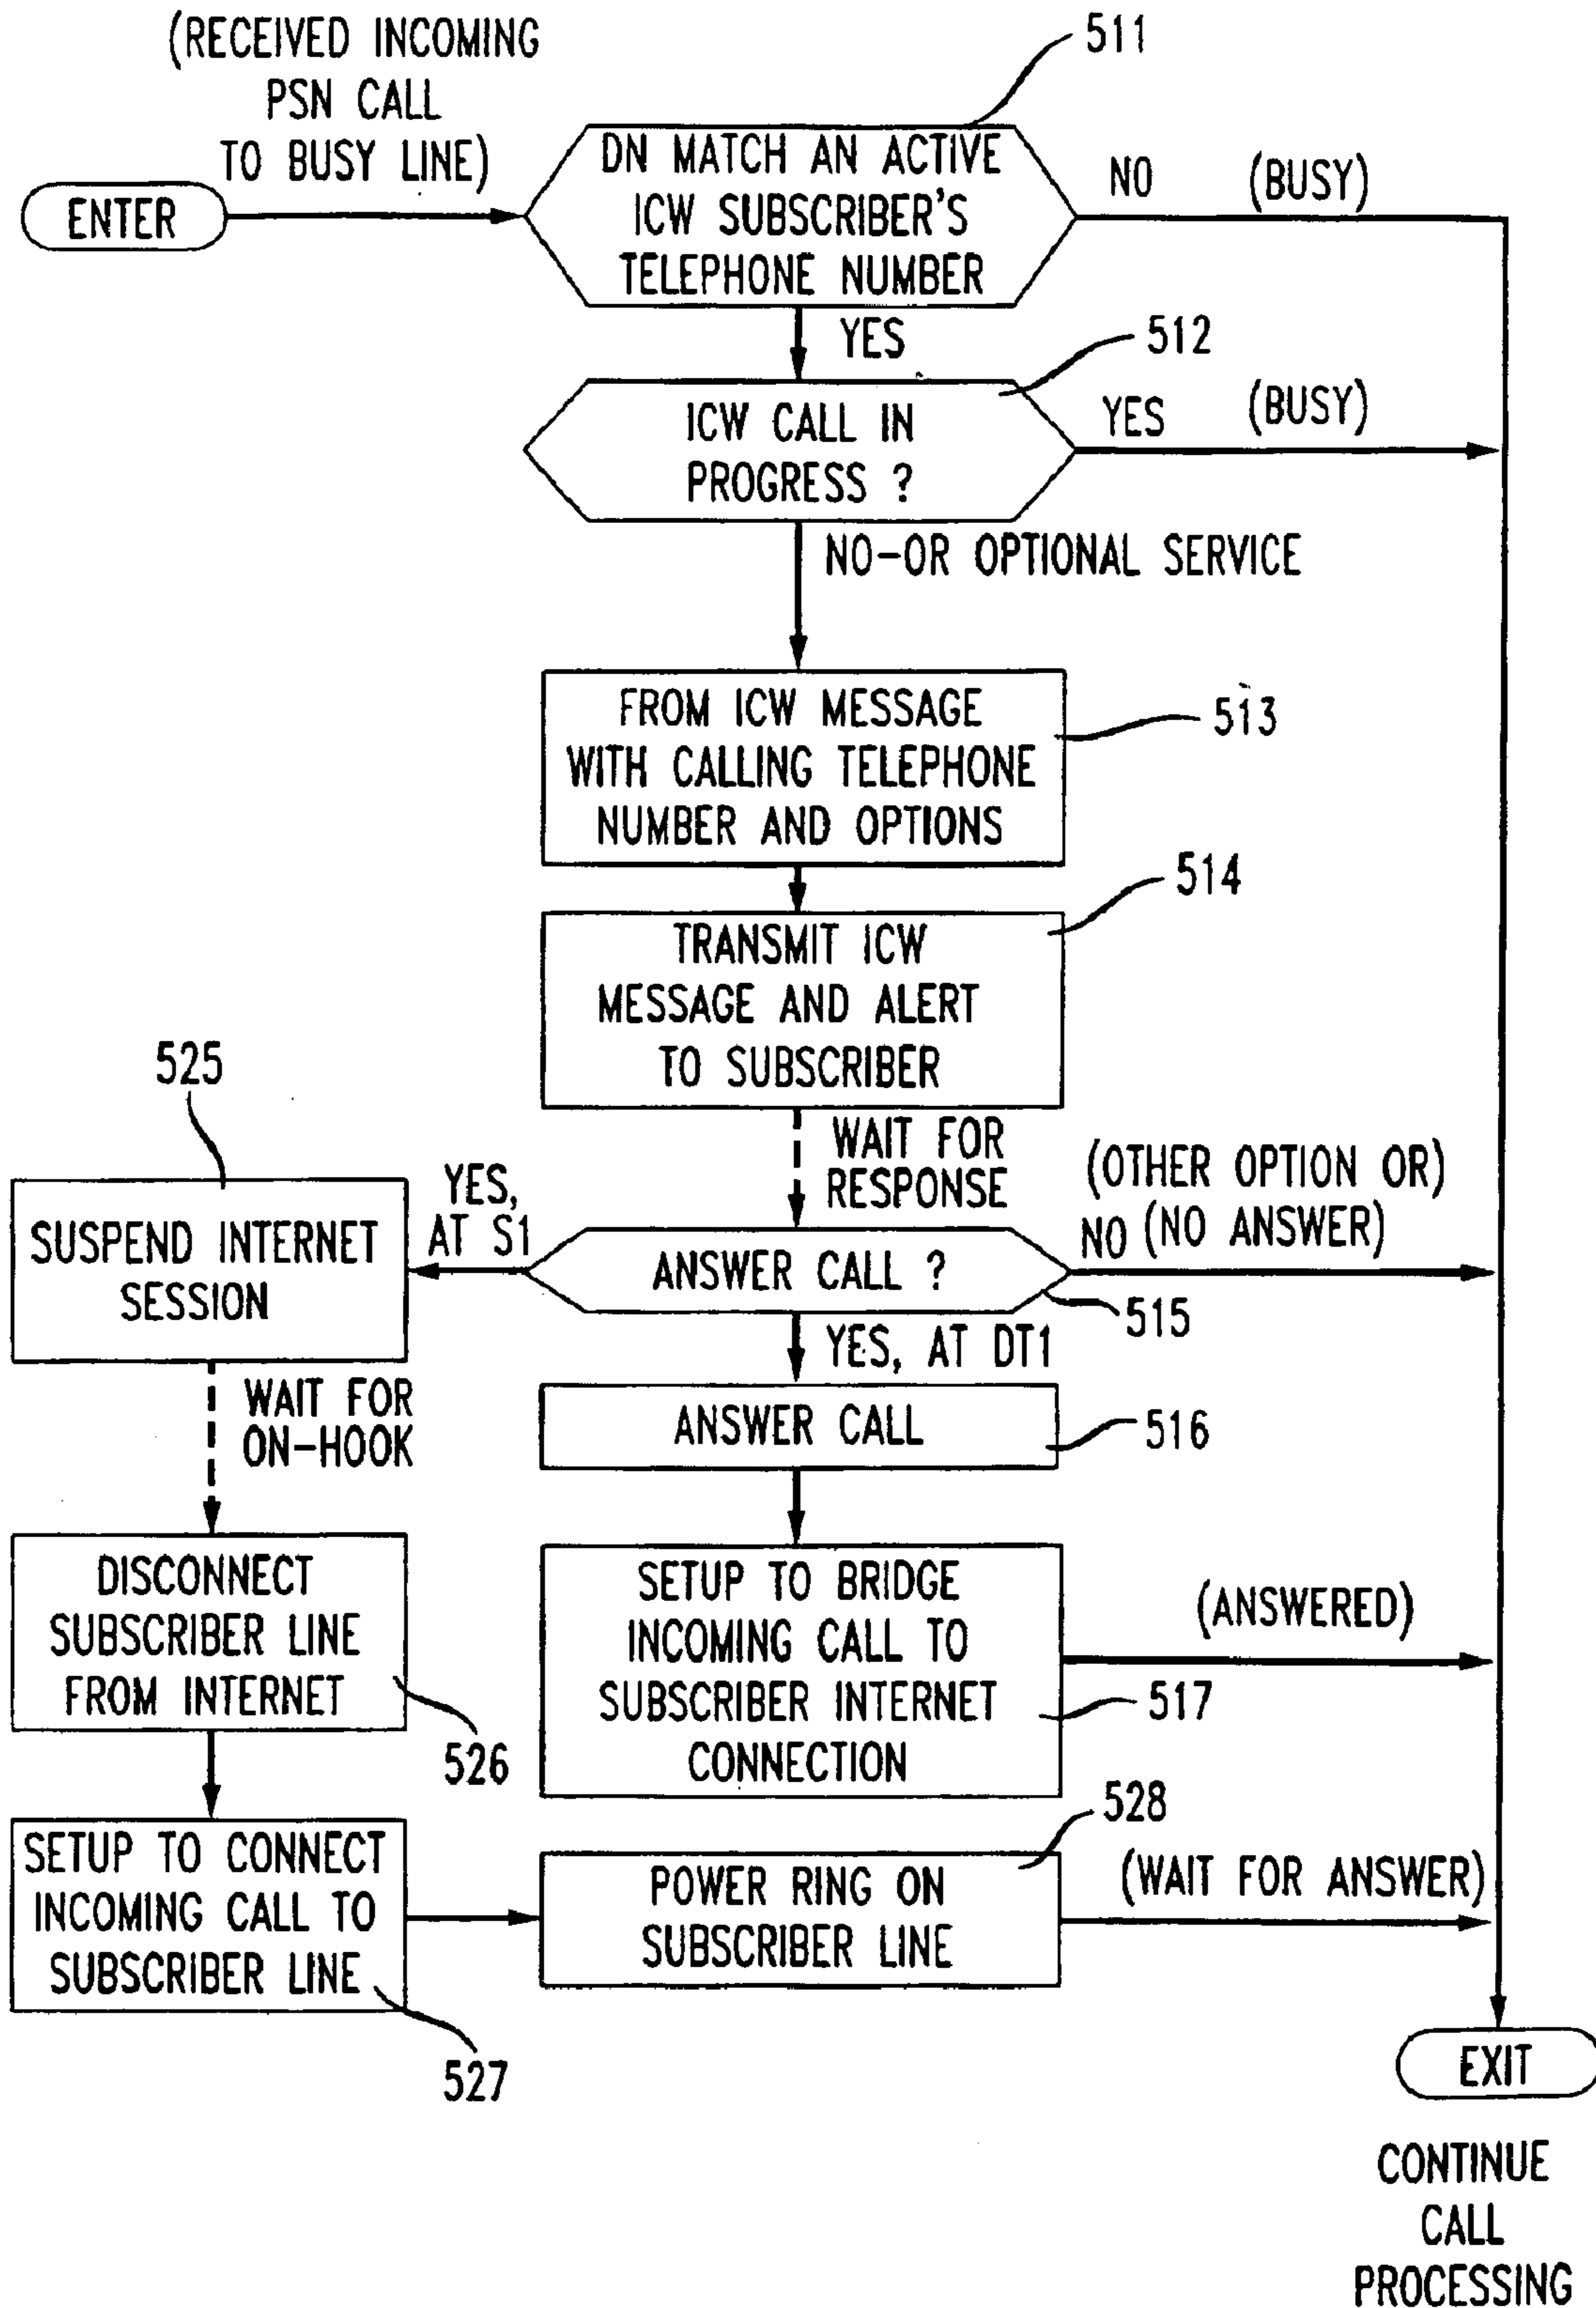 (RECEIVED INCOMING
PSN CALL
TO BUSY LINE)
ENTER
511
DN MATCH AN ACTIVE
ICW SUBSCRIBER'S
TELEPHONE NUMBER
NO (BUSY)
YES
512
ICW CALL IN
PROGRESS ?
YES (BUSY)
NO-OR OPTIONAL SERVICE
FROM ICW MESSAGE
WITH CALLING TELEPHONE
NUMBER AND OPTIONS
513
514
TRANSMIT ICW
MESSAGE AND ALERT
TO SUBSCRIBER
WAIT FOR
RESPONSE
525
SUSPEND INTERNET
SESSION
YES,
AT S1
ANSWER CALL ?
(OTHER OPTION OR)
NO (NO ANSWER)
515
YES, AT DT1
WAIT FOR
ON-HOOK
ANSWER CALL
516
DISCONNECT
SUBSCRIBER LINE
FROM INTERNET
526
SETUP TO BRIDGE
INCOMING CALL TO
SUBSCRIBER INTERNET
CONNECTION
(ANSWERED)
517
528
SETUP TO CONNECT
INCOMING CALL TO
SUBSCRIBER LINE
527
POWER RING ON
SUBSCRIBER LINE
(WAIT FOR ANSWER)
EXIT
CONTINUE
CALL
PROCESSING